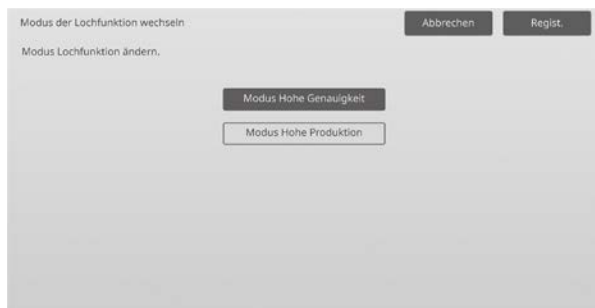 Modus der Lochfunktion wechseln
Abbrechen
Regist.
Modus Lochfunktion ändern.
Modus Hohe Genauigkeit
Modus Hohe Produktion